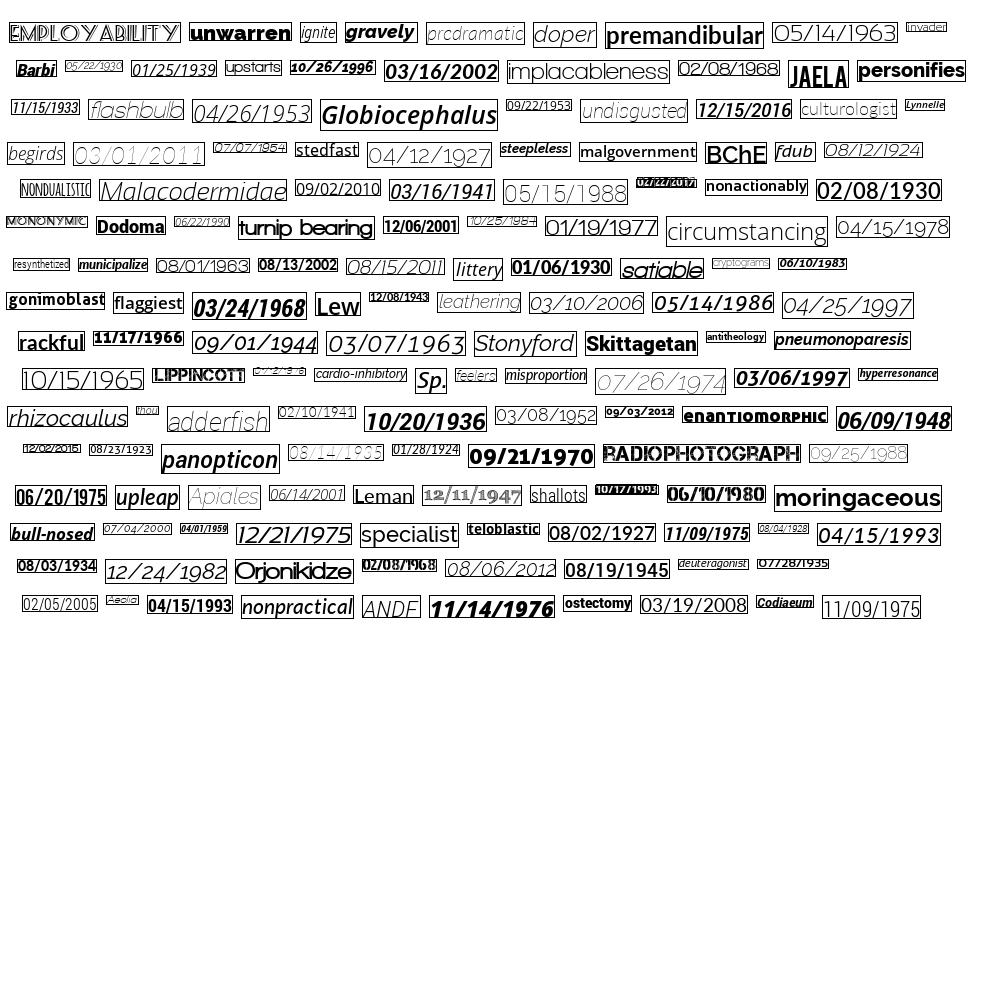 EMPLOYABILITY unwarren ignite gravely prcdramatic doper premandibular 05/14/1963 invader
Barbi 05/22/1930 01/25/1939 upstarts 10/26/1996 03/16/2002 implacableness 02/08/1968 JAELA personifies
11/15/1933 flashbulb 04/26/1953 Globiocephalus 09/22/1953 undisgusted 12/15/2016 culturologist Lynnelle
begirds 03/01/2011 07/07/1954 stedfast 04/12/1927 steepleless malgovernment BChE fdub 08/12/1924
NONDUALISTIC Malacodermidae 09/02/2010 03/16/1941 05/15/1988 02/22/2017 nonactionably 02/08/1930
MONONYMIC Dodoma 06/22/1990 turnip bearing 12/06/2001 10/25/1984 01/19/1977 circumstancing 04/15/1978
resynthetized municipalize 08/01/1963 08/13/2002 08/15/2011 littery 01/06/1930 satiable cryptograms 06/10/1983
gonimoblast flaggiest 03/24/1968 Lew 12/08/1943 leathering 03/10/2006 05/14/1986 04/25/1997
rackful 11/17/1966 09/01/1944 03/07/1963 Stonyford Skittagetan antitheology pneumonoparesis
10/15/1965 LIPPINCOTT cardio-inhibitory Sp. feelers misproportion 07/26/1974 03/06/1997 hyperresonance
rhizocaulus thou adderfish 02/10/1941 10/20/1936 03/08/1952 09/03/2012 enantiomorphic 06/09/1948
12/02/2015 08/23/1923 panopticon 08/14/1985 01/28/1924 09/21/1970 RADIOPHOTOGRAPH 09/25/1988
06/20/1975 upleap Apiales 06/14/2001 Leman 12/11/1947 shallots 10/17/1993 06/10/1980 moringaceous
bull-nosed 07/04/2000 04/01/1959 12/21/1975 specialist teloblastic 08/02/1927 11/09/1975 08/04/1928 04/15/1993
08/03/1934 12/24/1982 Orjonikidze 02/08/1968 08/06/2012 08/19/1945 deuteragonist 07/28/1935
02/05/2005 Aeolia 04/15/1993 nonpractical ANDF 11/14/1976 ostectomy 03/19/2008 Codiaeum 11/09/1975